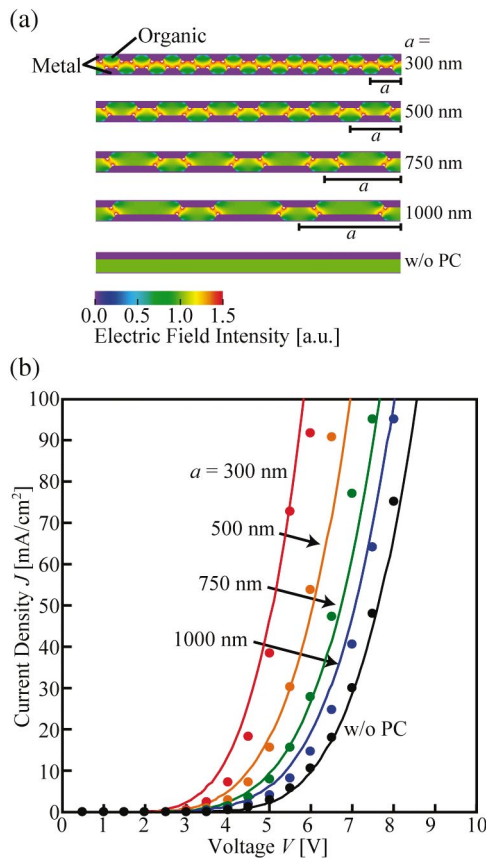 (a)
Organic
Metal
a =
300 nm
a
500 nm
a
750 nm
a
1000 nm
a
w/o PC
0.0 0.5 1.0 1.5
Electric Field Intensity [a.u.]
(b)
100
90
80
70
60
50
40
30
20
10
0
Current Density J [mA/cm²]
a = 300 nm
500 nm
750 nm
1000 nm
w/o PC
0 1 2 3 4 5 6 7 8 9 10
Voltage V [V]